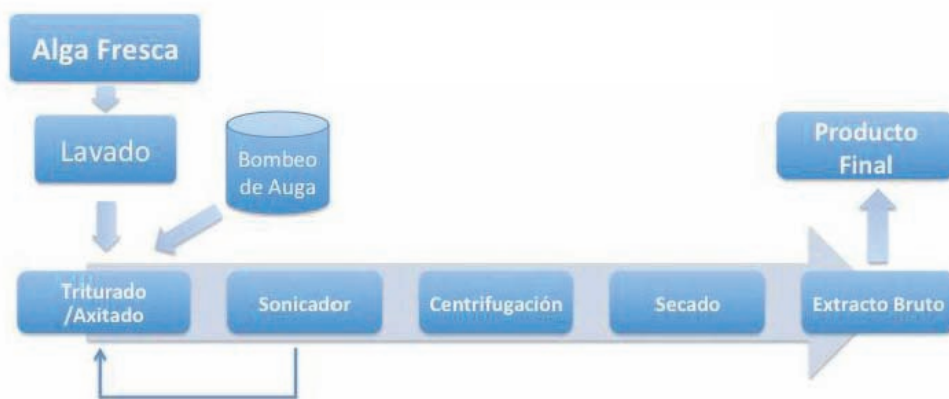 Alga Fresca
Lavado
Bombeo
de Auga
Producto
Final
Triturado
/Axitado
Sonicador
Centrifugación
Secado
Extracto Bruto